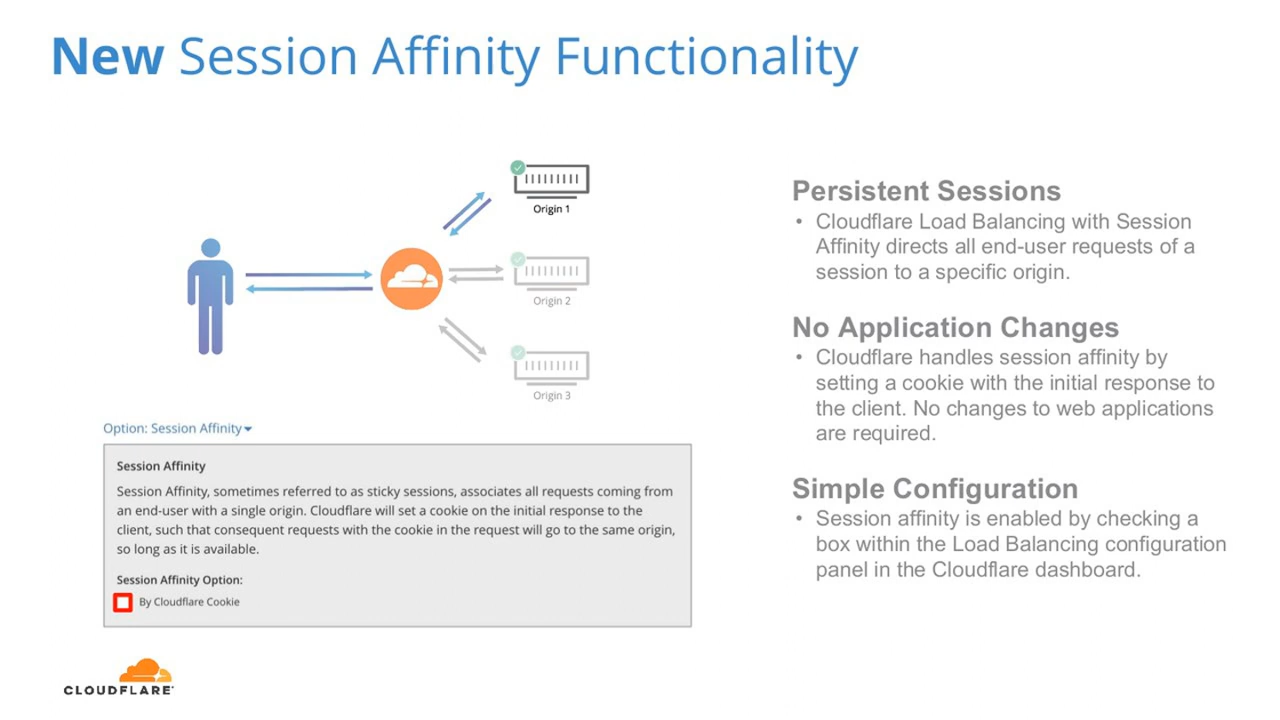 New Session Affinity Functionality
Origin 1
Origin 2
Origin 3
Option: Session Affinity
Session Affinity
Session Affinity, sometimes referred to as sticky sessions, associates all requests coming from
an end-user with a single origin. Cloudflare will set a cookie on the initial response to the
client, such that consequent requests with the cookie in the request will go to the same origin,
so long as it is available.
Session Affinity Option:
By Cloudflare Cookie
Persistent Sessions
• Cloudflare Load Balancing with Session
Affinity directs all end-user requests of a
session to a specific origin.
No Application Changes
• Cloudflare handles session affinity by
setting a cookie with the initial response to
the client. No changes to web applications
are required.
Simple Configuration
• Session affinity is enabled by checking a
box within the Load Balancing configuration
panel in the Cloudflare dashboard.
CLOUDFLARE